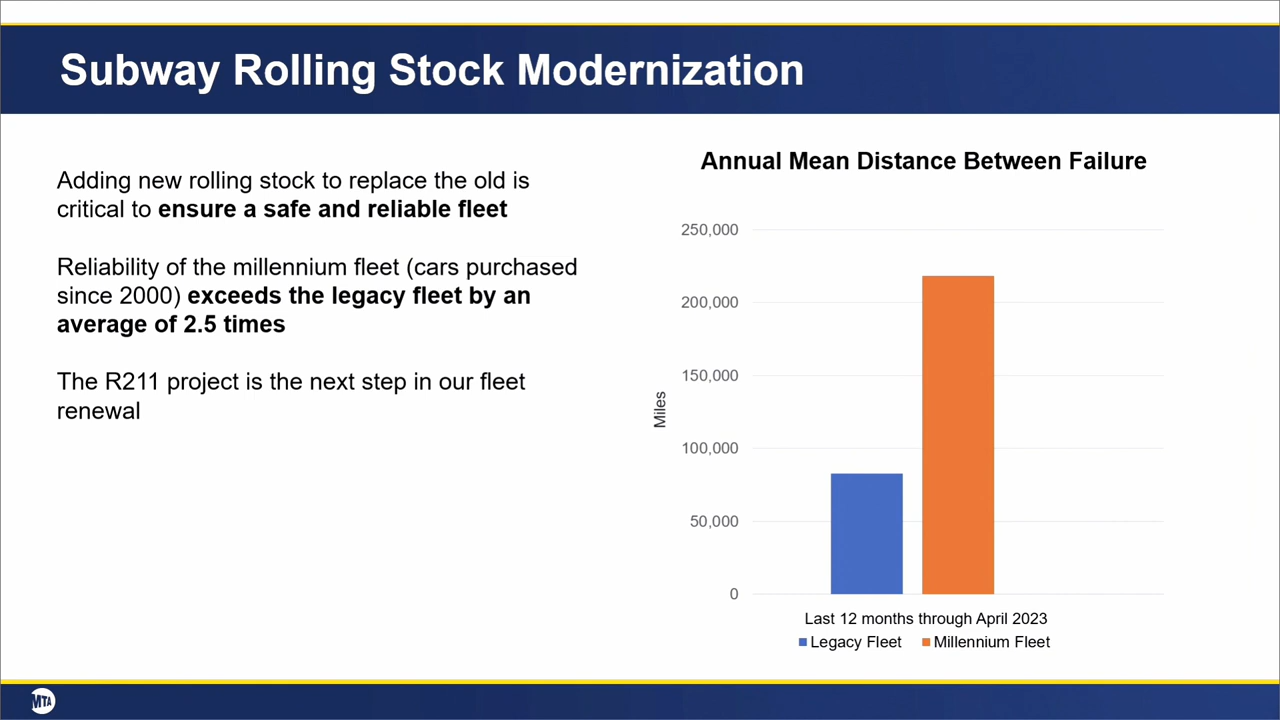 Subway Rolling Stock Modernization
Adding new rolling stock to replace the old is
critical to ensure a safe and reliable fleet
Reliability of the millennium fleet (cars purchased
since 2000) exceeds the legacy fleet by an
average of 2.5 times
The R211 project is the next step in our fleet
renewal
Annual Mean Distance Between Failure
Miles
250,000
200,000
150,000
100,000
50,000
0
Last 12 months through April 2023
Legacy Fleet Millennium Fleet
MTA